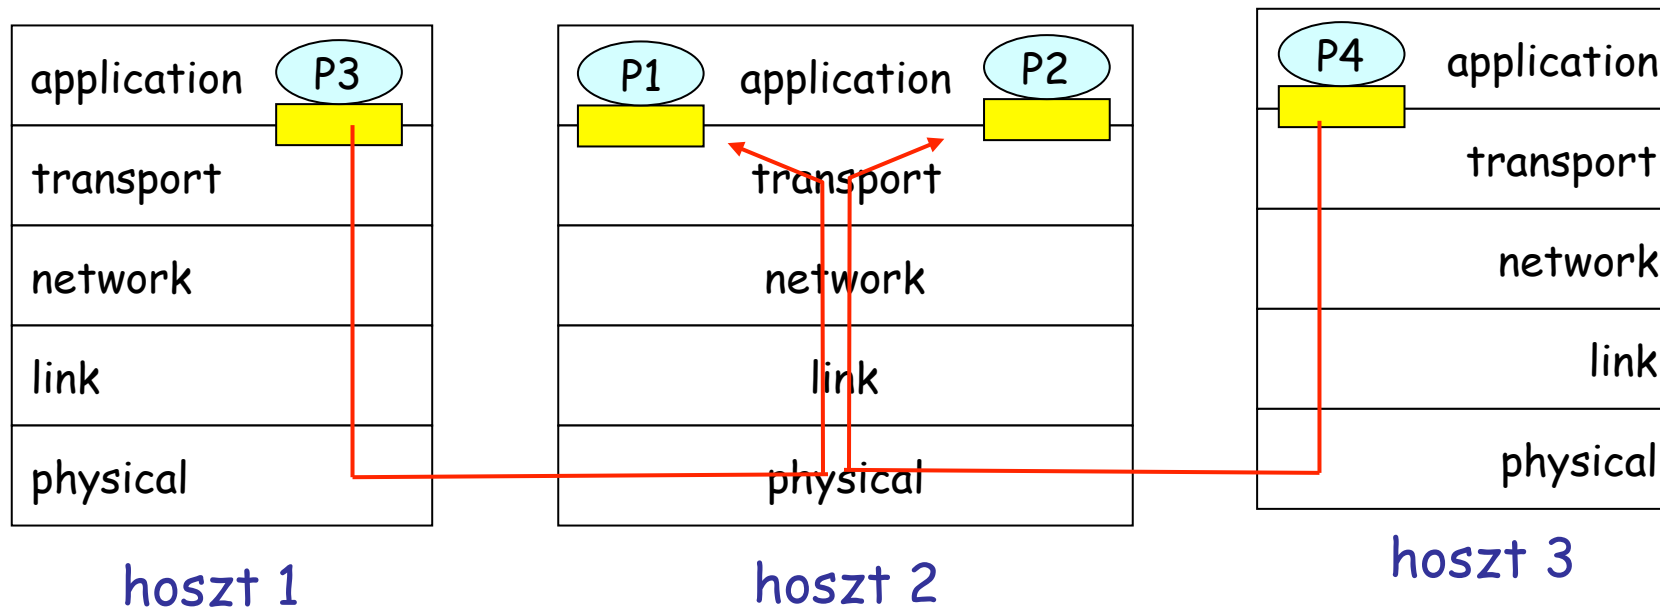 application P3
transport
network
link
physical
hoszt 1
P1 application P2
transport
network
link
physical
hoszt 2
P4 application
transport
network
link
physical
hoszt 3